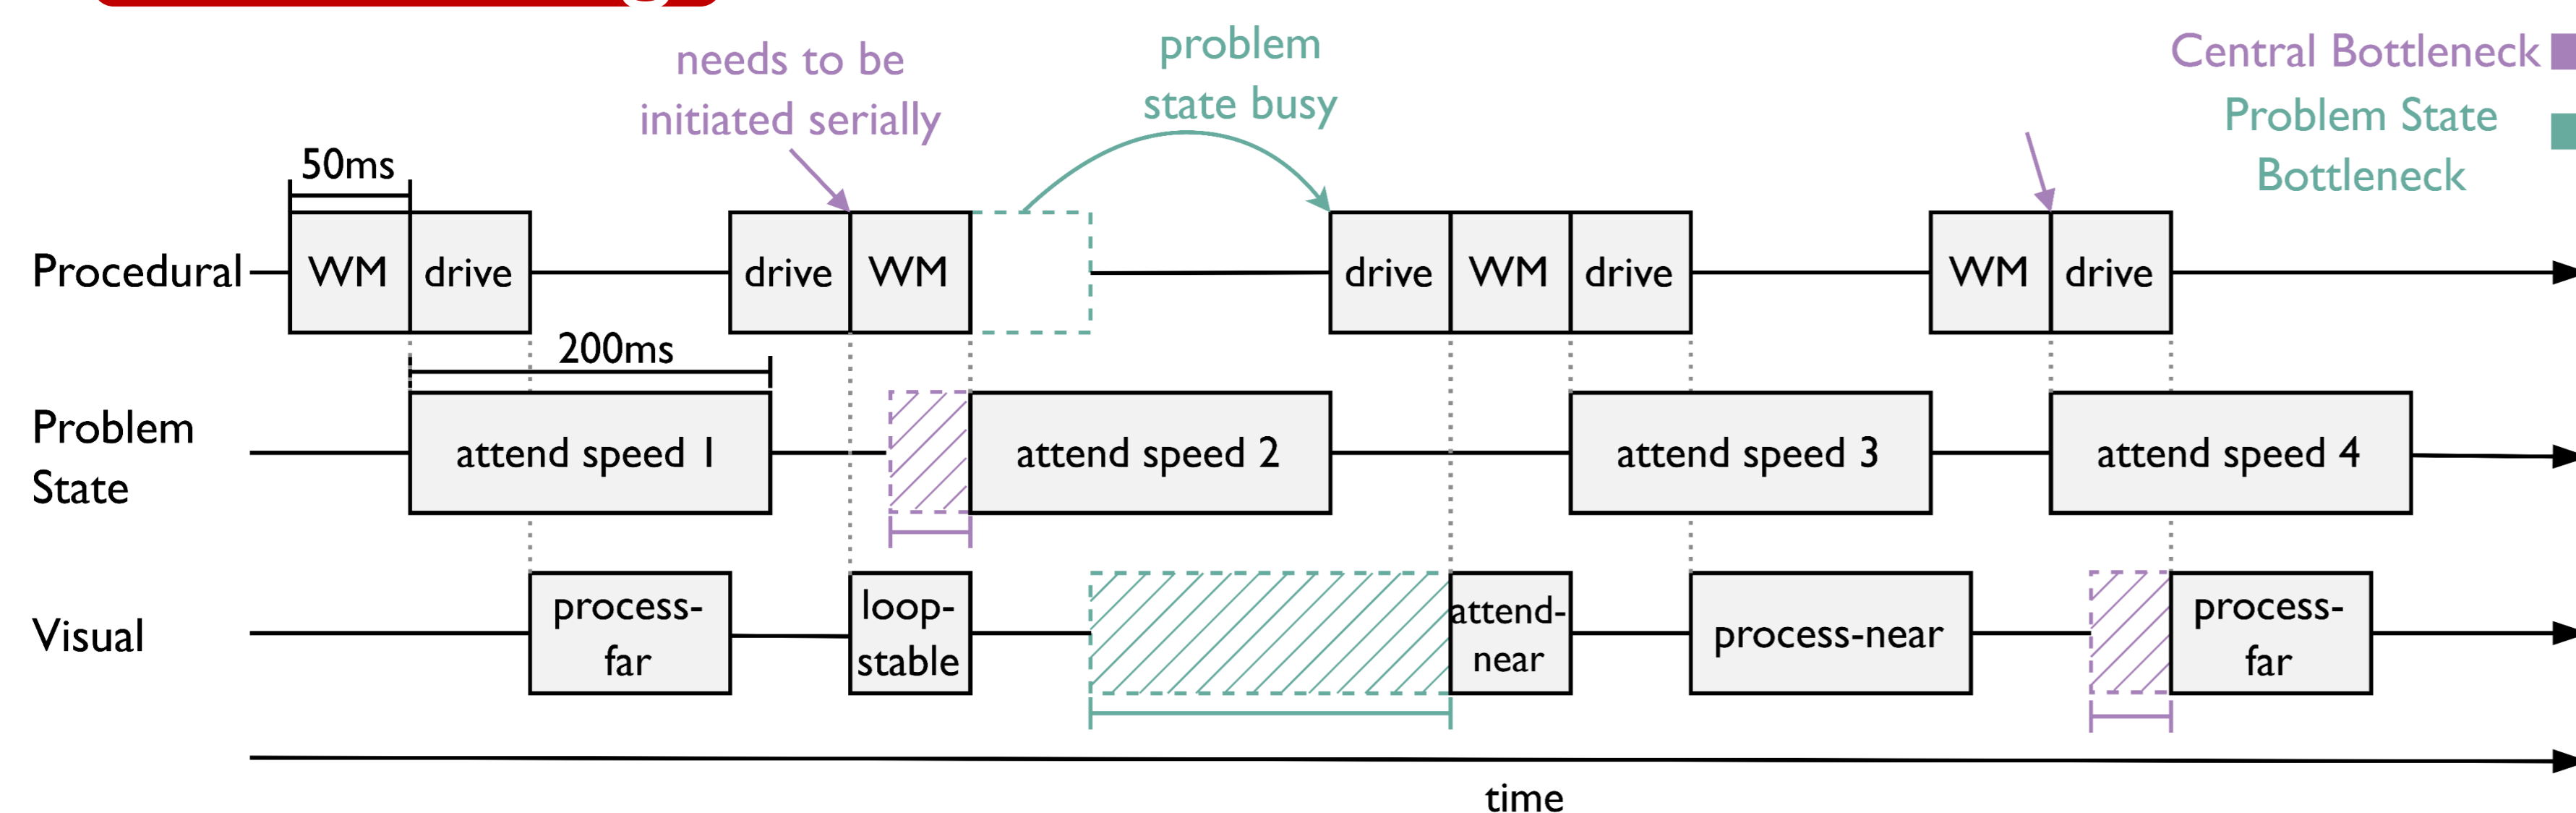 needs to be
initiated serially
problem
state busy
Central Bottleneck
Problem State
Bottleneck
50ms
Procedural
WM
drive
drive
WM
drive
WM
drive
WM
drive
200ms
Problem
State
attend speed 1
attend speed 2
attend speed 3
attend speed 4
Visual
process-
far
loop-
stable
attend-
near
process-near
process-
far
time